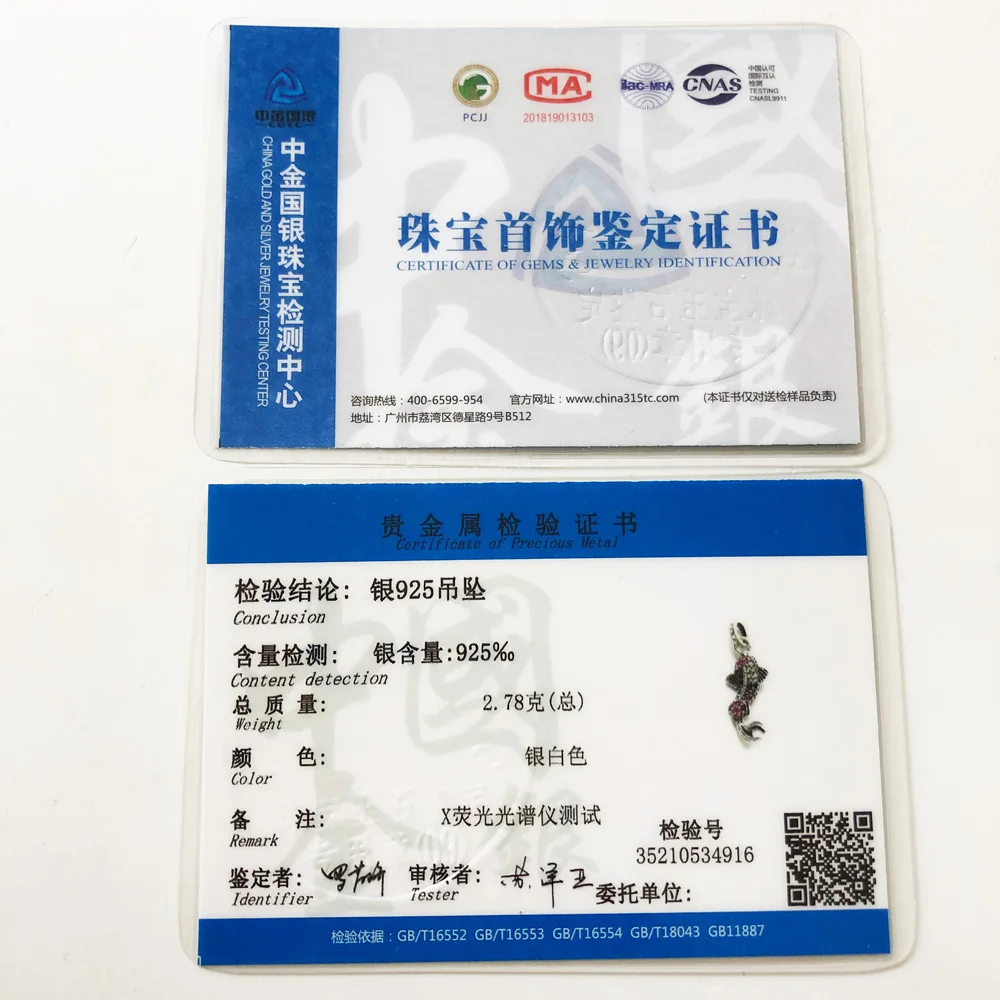 中金国银
CGTC
中金国银珠宝检测中心
CHINA GOLD AND SILVER JEWELRY TESTING CENTER
PCJJ
MA
201819013103
ilac-MRA
CNAS
中国认可
国际互认
检测
TESTING
CNASL9911
珠宝首饰鉴定证书
CERTIFICATE OF GEMS & JEWELRY IDENTIFICATION
咨询热线：400-6599-954 官方网址：www.china315tc.com (本证书仅对送检样品负责)
地址：广州市荔湾区德星路9号B512
贵金属检验证书
Certificate of Precious Metal
检验结论: 银925吊坠
Conclusion
含量检测: 银含量:925‰
Content detection
总 质 量: 2.78克(总)
Weight
颜 色: 银白色
Color
备 注: X荧光光谱仪测试
Remark
检验号
35210534916
鉴定者: 审核者: 委托单位:
Identifier Tester
检验依据：GB/T16552 GB/T16553 GB/T16554 GB/T18043 GB11887